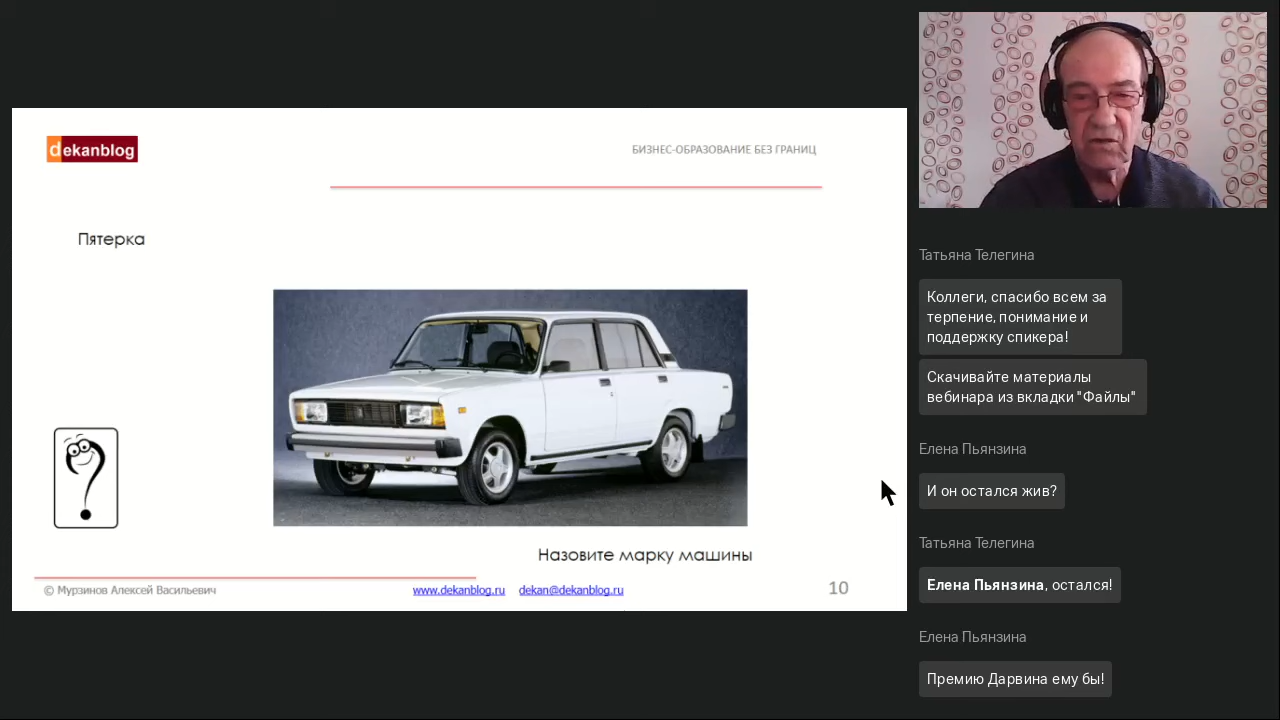 dekanblog
БИЗНЕС-ОБРАЗОВАНИЕ БЕЗ ГРАНИЦ
Пятерка
Назовите марку машины
© Мурзинов Алексей Васильевич
www.dekanblog.ru dekan@dekanblog.ru
10
Татьяна Телегина
Коллеги, спасибо всем за
терпение, понимание и
поддержку спикера!
Скачивайте материалы
вебинара из вкладки "Файлы"
Елена Пьянзина
И он остался жив?
Татьяна Телегина
Елена Пьянзина, остался!
Елена Пьянзина
Премию Дарвина ему бы!